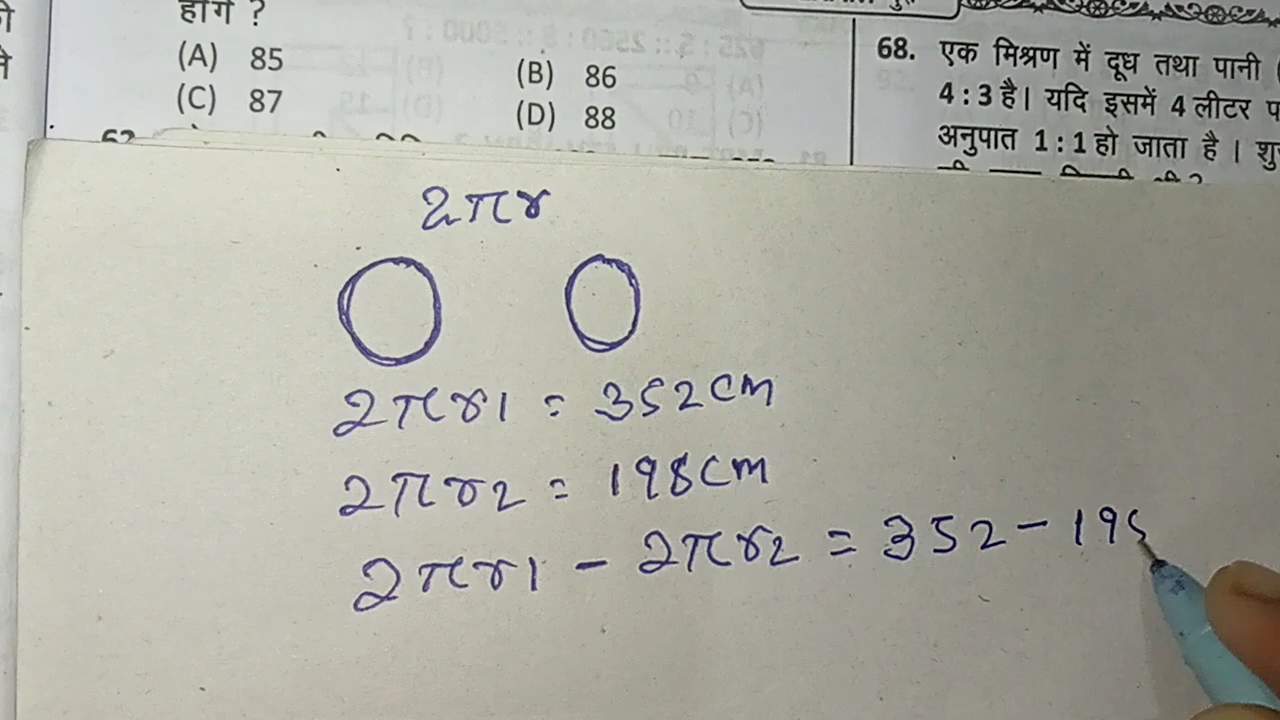 होंगे ?
(A) 85
(B) 86
(C) 87
(D) 88
68. एक मिश्रण में दूध तथा पानी
4 : 3 है। यदि इसमें 4 लीटर
अनुपात 1 : 1 हो जाता है ।
2πr
2πr1 = 352cm
2πr2 = 198cm
2πr1 - 2πr2 = 352 - 19